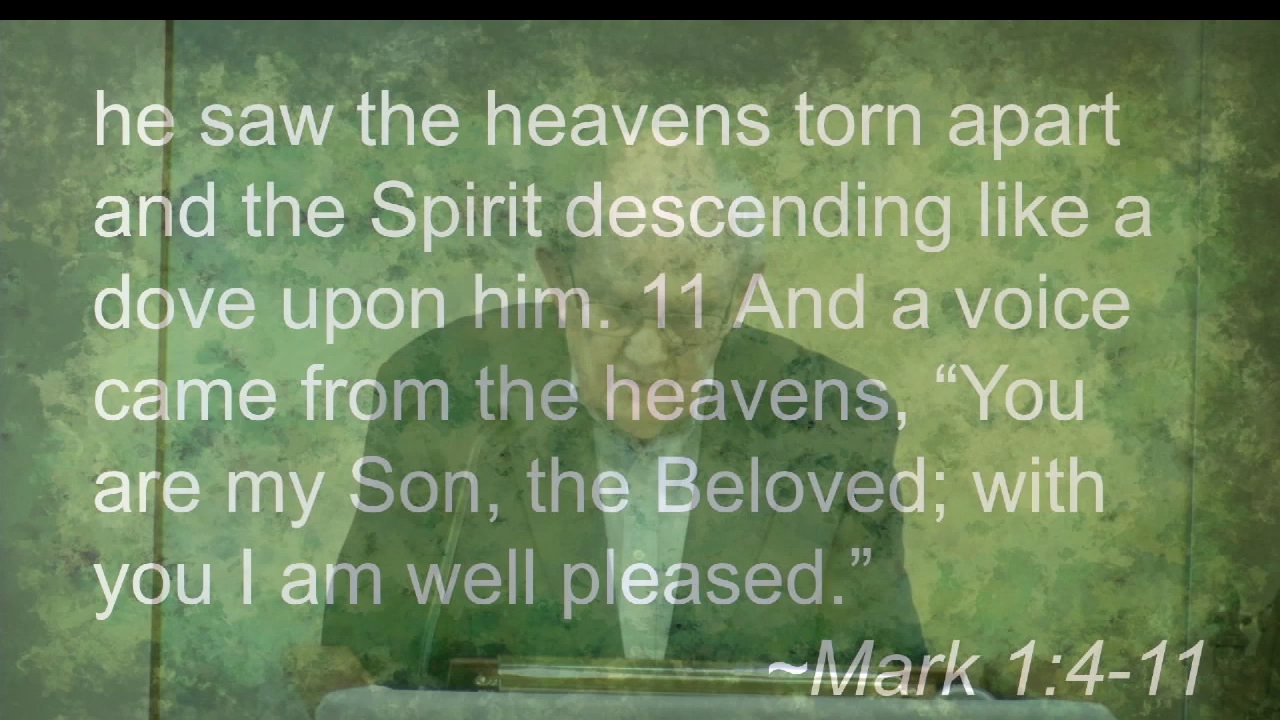 he saw the heavens torn apart
and the Spirit descending like a
dove upon him. 11 And a voice
came from the heavens, “You
are my Son, the Beloved; with
you I am well pleased.”
~Mark 1:4-11